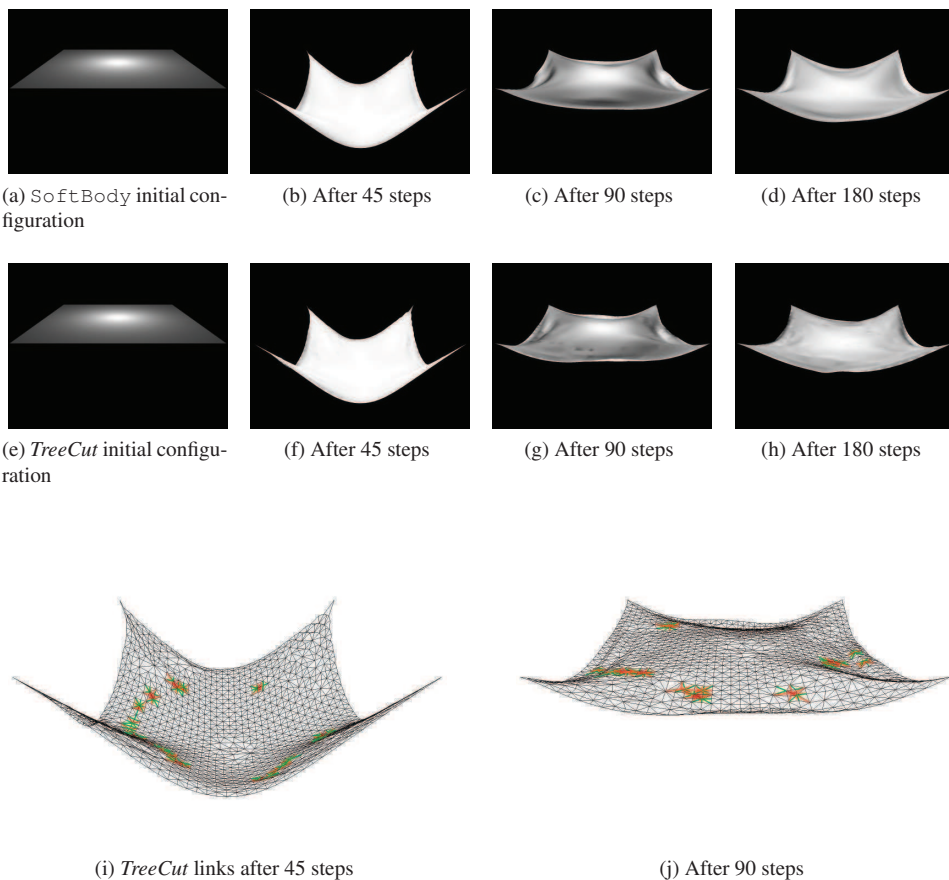 (a) SoftBody initial con-
figuration
(b) After 45 steps
(c) After 90 steps
(d) After 180 steps
(e) TreeCut initial configu-
ration
(f) After 45 steps
(g) After 90 steps
(h) After 180 steps
(i) TreeCut links after 45 steps
(j) After 90 steps